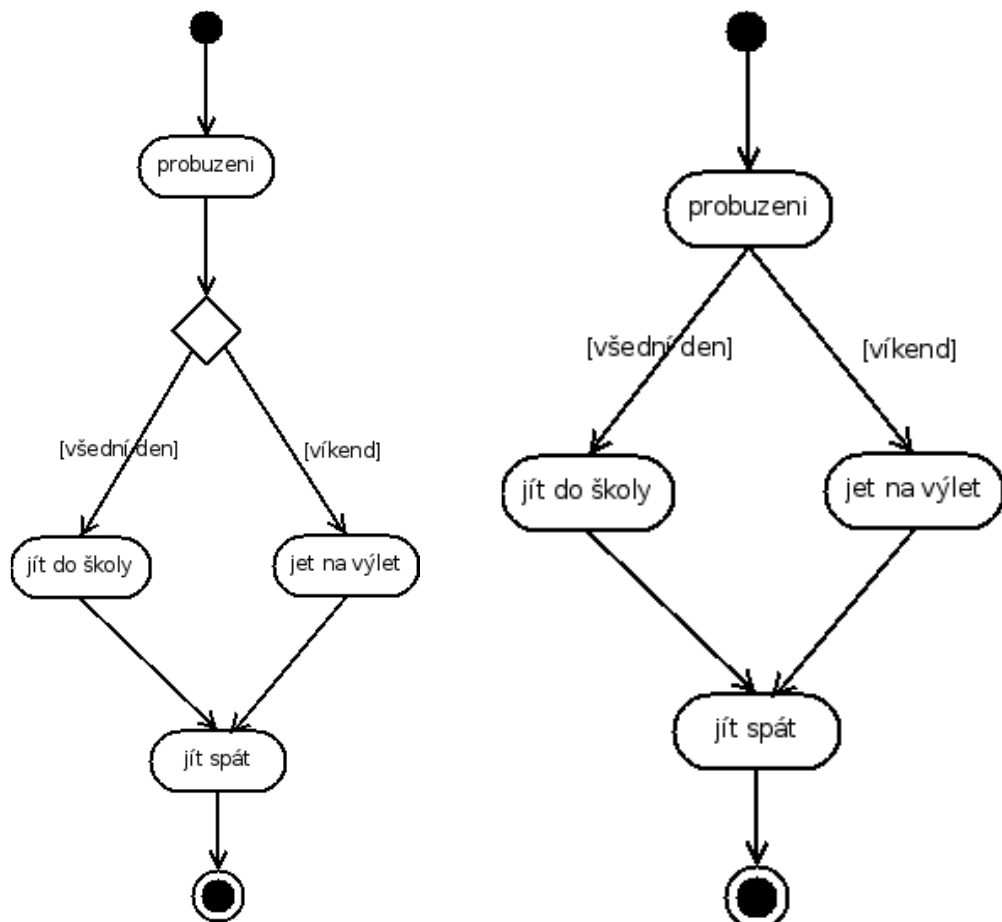 probuzeni
[všední den]
[víkend]
jít do školy
jet na výlet
jít spát
probuzeni
[všední den]
[víkend]
jít do školy
jet na výlet
jít spát